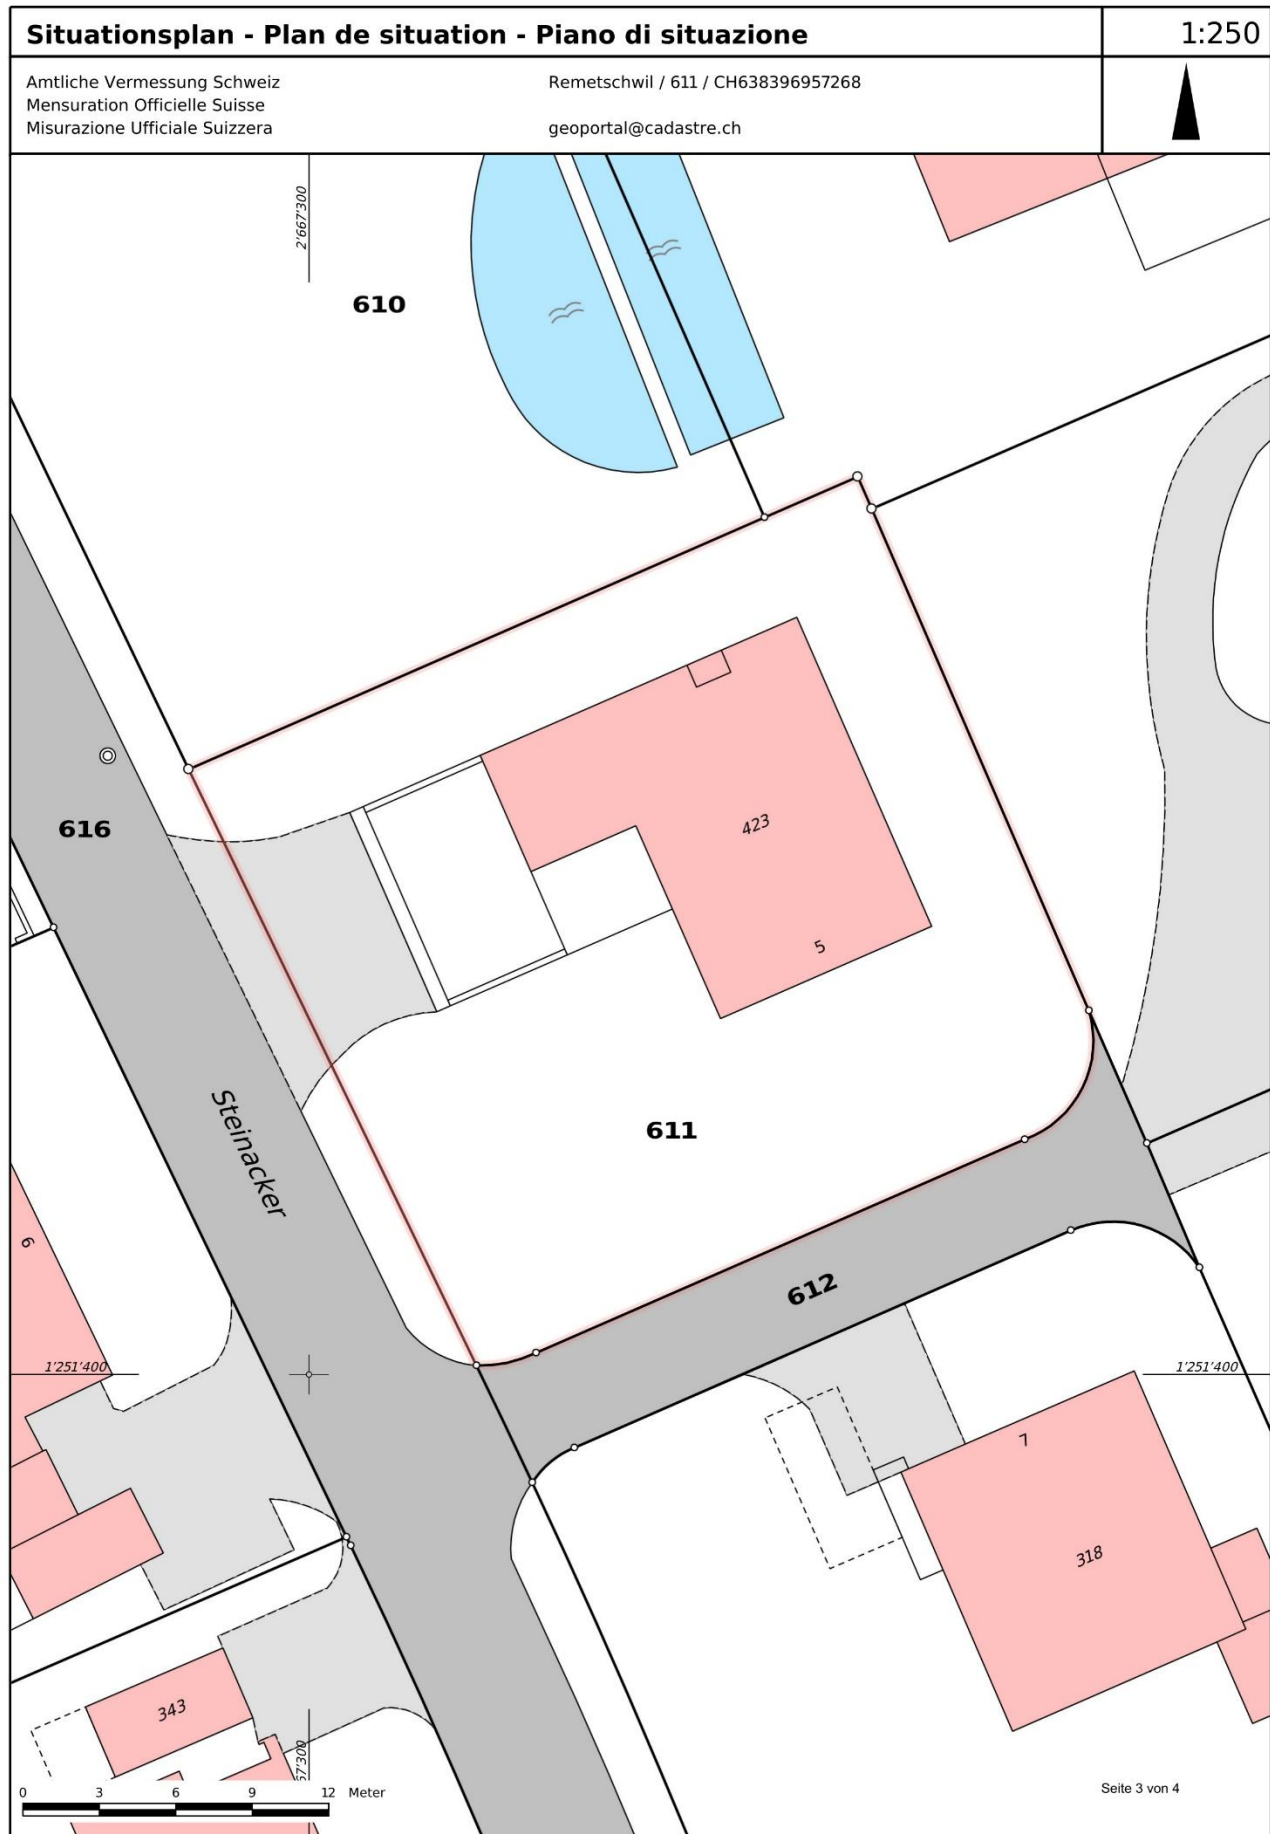 Situationsplan - Plan de situation - Piano di situazione
1:250
Amtliche Vermessung Schweiz
Mensuration Officielle Suisse
Misurazione Ufficiale Suizzera
Remetschwil / 611 / CH638396957268
geoportal@cadastre.ch
2'667'300
610
616
423
5
611
Steinacker
6
612
1'251'400
1'251'400
7
318
343
57'300
0 3 6 9 12 Meter
Seite 3 von 4